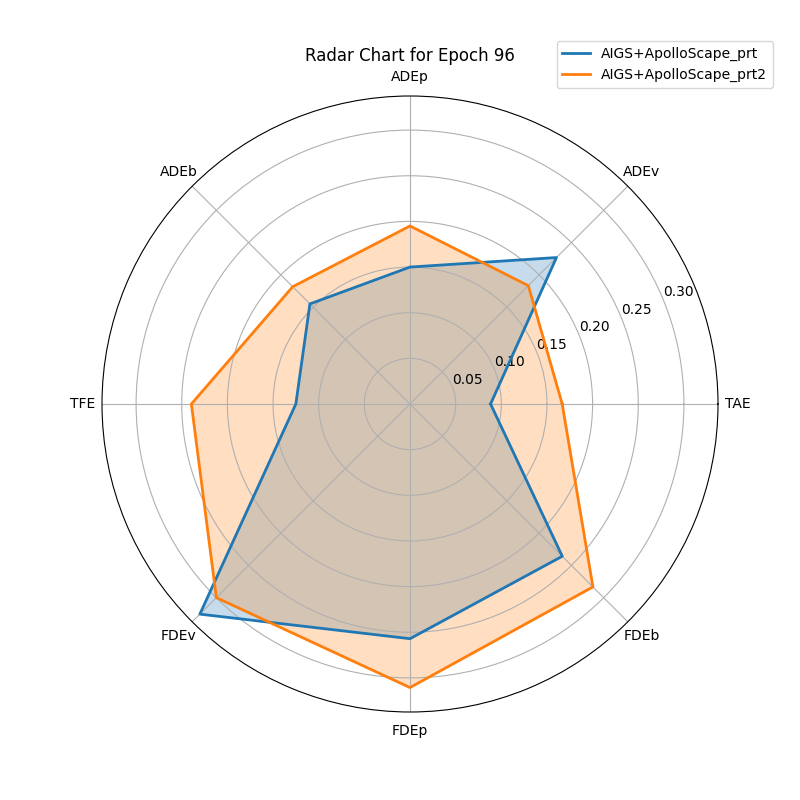 Radar Chart for Epoch 96
AIGS+ApolloScape_prt
AIGS+ApolloScape_prt2
ADEp
ADEb
ADEv
0.30
0.25
0.20
0.15
0.10
0.05
TFE
TAE
FDEv
FDEb
FDEp